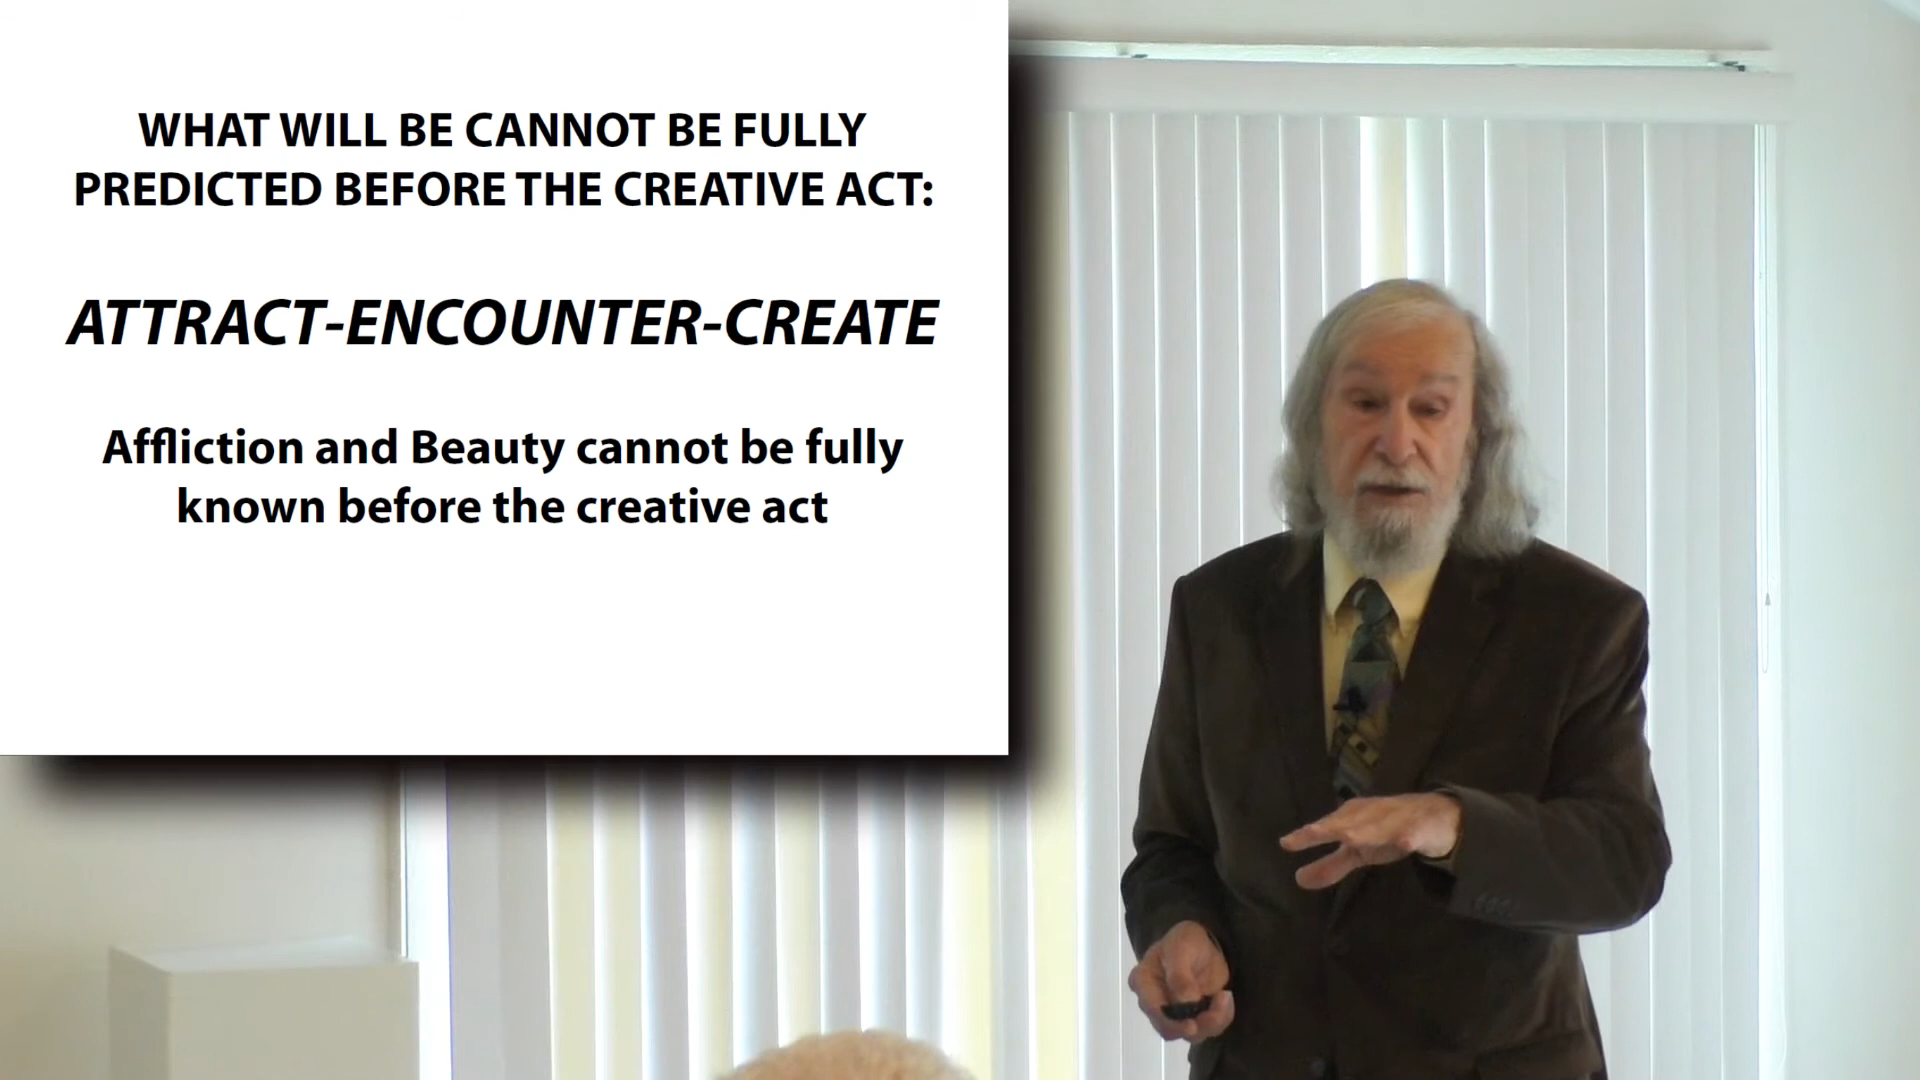 WHAT WILL BE CANNOT BE FULLY
PREDICTED BEFORE THE CREATIVE ACT:
ATTRACT-ENCOUNTER-CREATE
Affliction and Beauty cannot be fully
known before the creative act